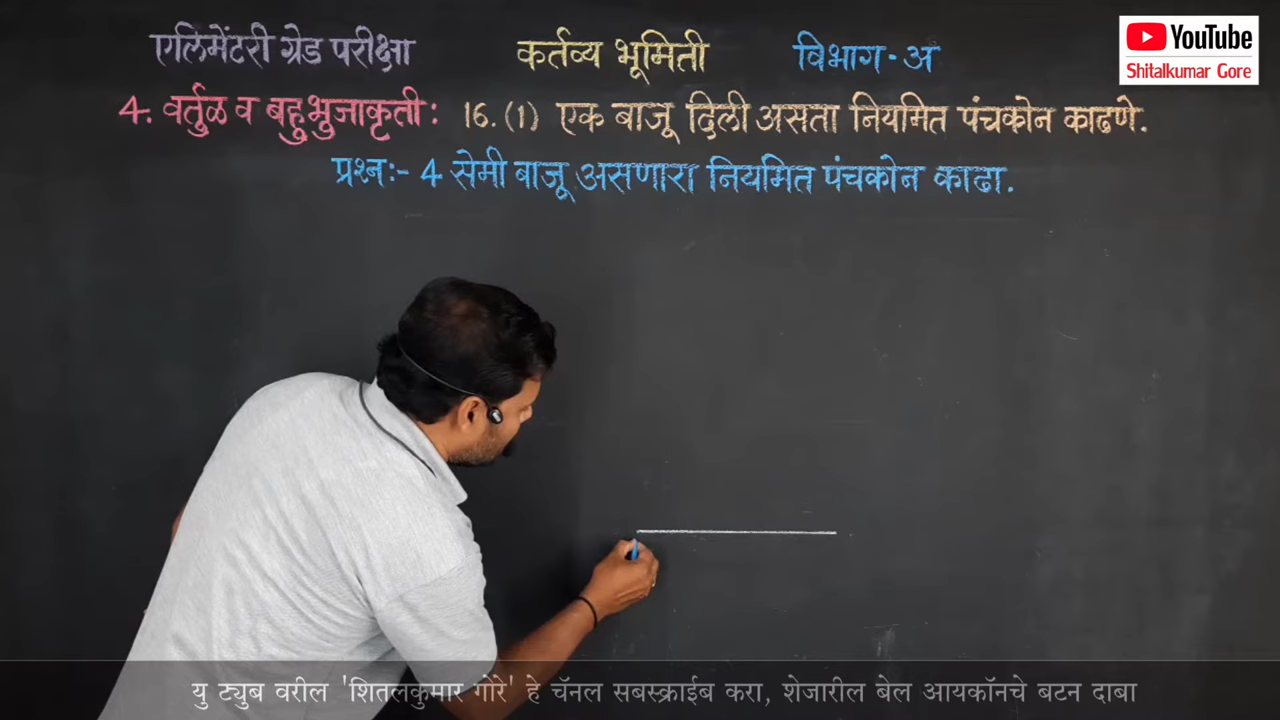 एलिमेंटरी ग्रेड परीक्षा कर्तव्य भूमिती विभाग - अ
YouTube
Shitalkumar Gore
4. वर्तुळ व बहुभुजाकृती : 16. (1) एक बाजू दिली असता नियमित पंचकोन काढणे.
प्रश्न:- 4 सेमी बाजू असणारा नियमित पंचकोन काढा.
यु ट्युब वरील 'शितलकुमार गोरे' हे चॅनल सबस्क्राईब करा, शेजारील बेल आयकॉनचे बटन दाबा